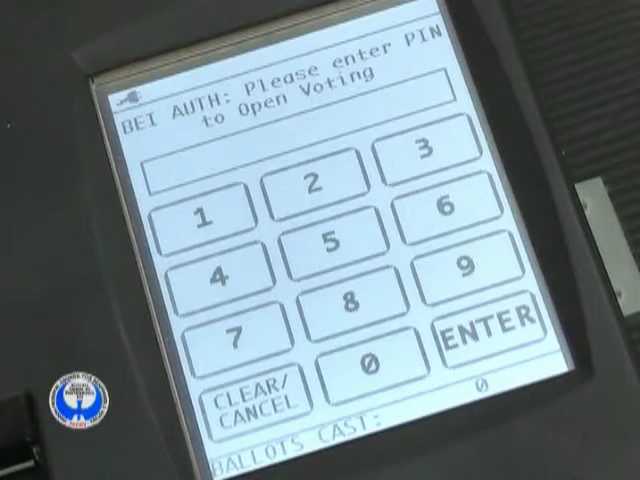 BEI AUTH: Please enter PIN
to Open Voting
1 2 3
4 5 6
7 8 9
CLEAR/
CANCEL
0 ENTER
BALLOTS CAST: 0